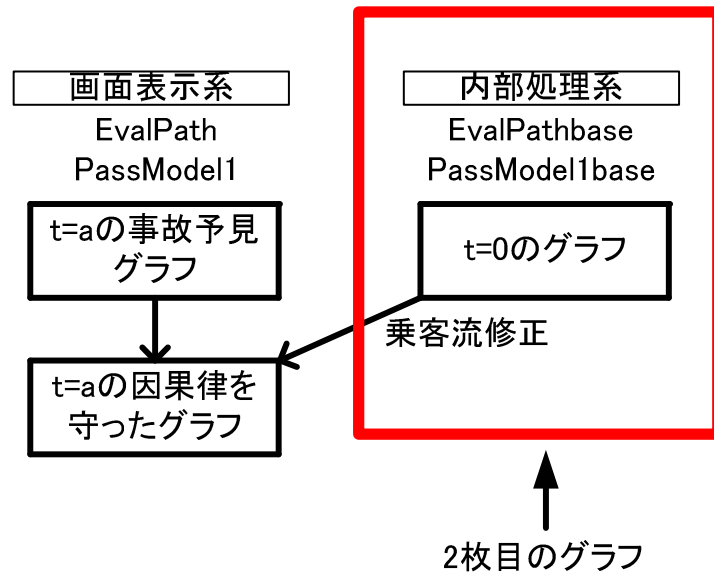 画面表示系
EvalPath
PassModel1
t=aの事故予見
グラフ
t=aの因果律を
守ったグラフ
内部処理系
EvalPathbase
PassModel1base
t=0のグラフ
乗客流修正
2枚目のグラフ